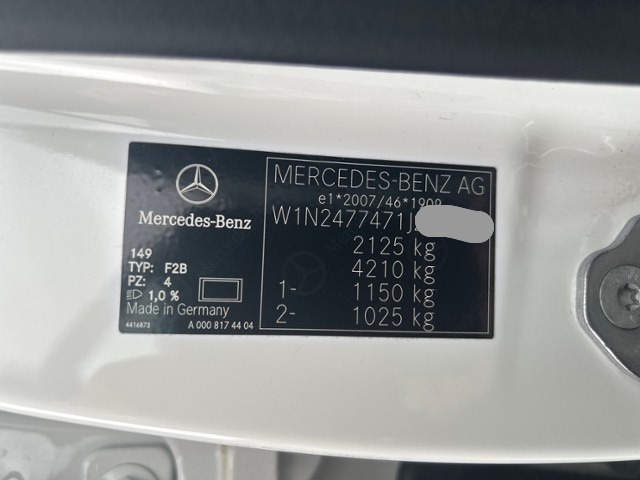 Mercedes-Benz
149
TYP: F2B
PZ: 4
1,0 %
Made in Germany
4416873
A 000 817 44 04
MERCEDES-BENZ AG
e1*2007/46*1909
W1N2477471J
2125 kg
4210 kg
1- 1150 kg
2- 1025 kg